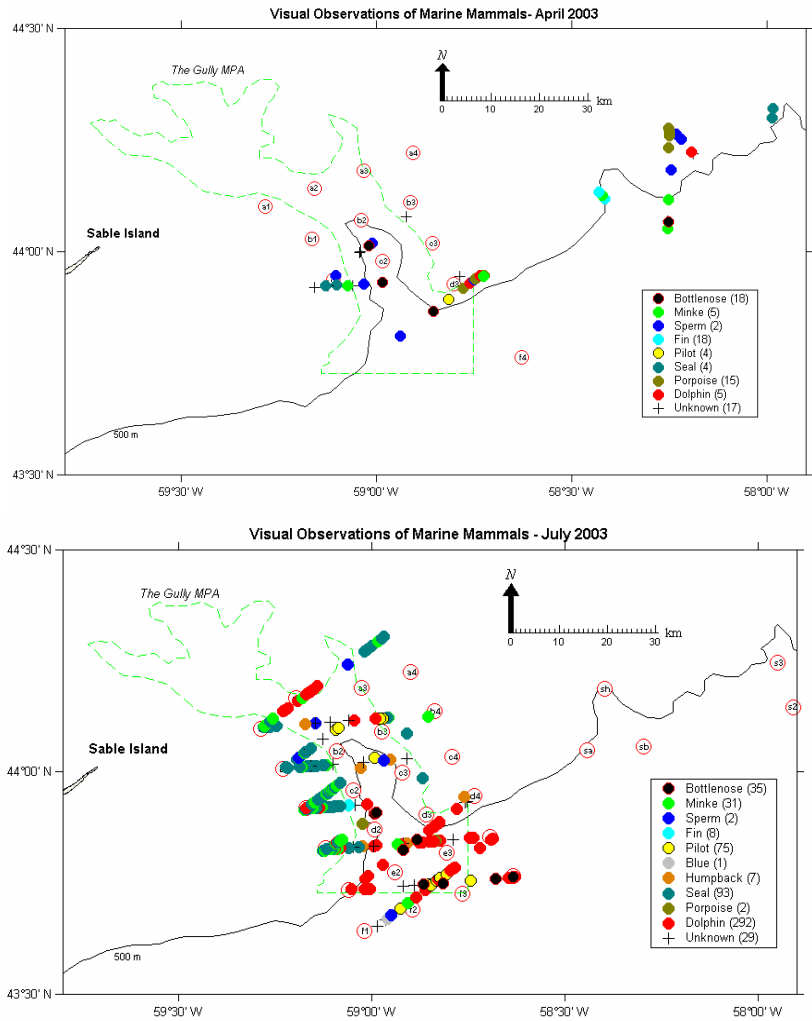 Visual Observations of Marine Mammals- April 2003
44°30' N
The Gully MPA
N
0 10 20 30 km
a4
a3
a2
b3
a1
b2
b1
c3
Sable Island
44°00' N
c2
d3
f4
Bottlenose (18)
Minke (5)
Sperm (2)
Fin (18)
Pilot (4)
Seal (4)
Porpoise (15)
Dolphin (5)
Unknown (17)
500 m
43°30' N
59°30' W 59°00' W 58°30' W 58°00' W
Visual Observations of Marine Mammals - July 2003
44°30' N
The Gully MPA
N
0 10 20 30 km
s3
a4
a3
sh
s2
b4
b3
sb
sa
b2
c4
Sable Island
44°00' N
c3
c2
d4
d3
d2
e3
e2
f3
f2
f1
Bottlenose (35)
Minke (31)
Sperm (2)
Fin (8)
Pilot (75)
Blue (1)
Humpback (7)
Seal (93)
Porpoise (2)
Dolphin (292)
Unknown (29)
500 m
43°30' N
59°30' W 59°00' W 58°30' W 58°00' W